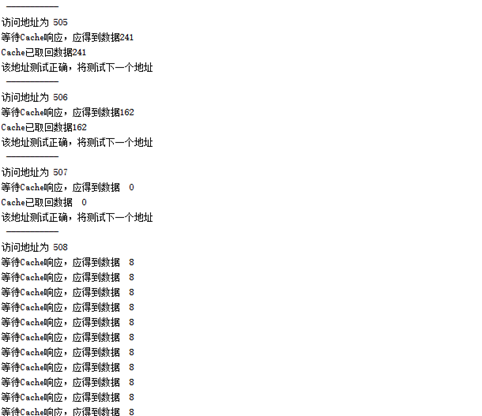 访问地址为 505
等待Cache响应，应得到数据241
Cache已取回数据241
该地址测试正确，将测试下一个地址
访问地址为 506
等待Cache响应，应得到数据162
Cache已取回数据162
该地址测试正确，将测试下一个地址
访问地址为 507
等待Cache响应，应得到数据  0
Cache已取回数据  0
该地址测试正确，将测试下一个地址
访问地址为 508
等待Cache响应，应得到数据  8
等待Cache响应，应得到数据  8
等待Cache响应，应得到数据  8
等待Cache响应，应得到数据  8
等待Cache响应，应得到数据  8
等待Cache响应，应得到数据  8
等待Cache响应，应得到数据  8
等待Cache响应，应得到数据  8
等待Cache响应，应得到数据  8
等待Cache响应，应得到数据  8
等待Cache响应，应得到数据  8